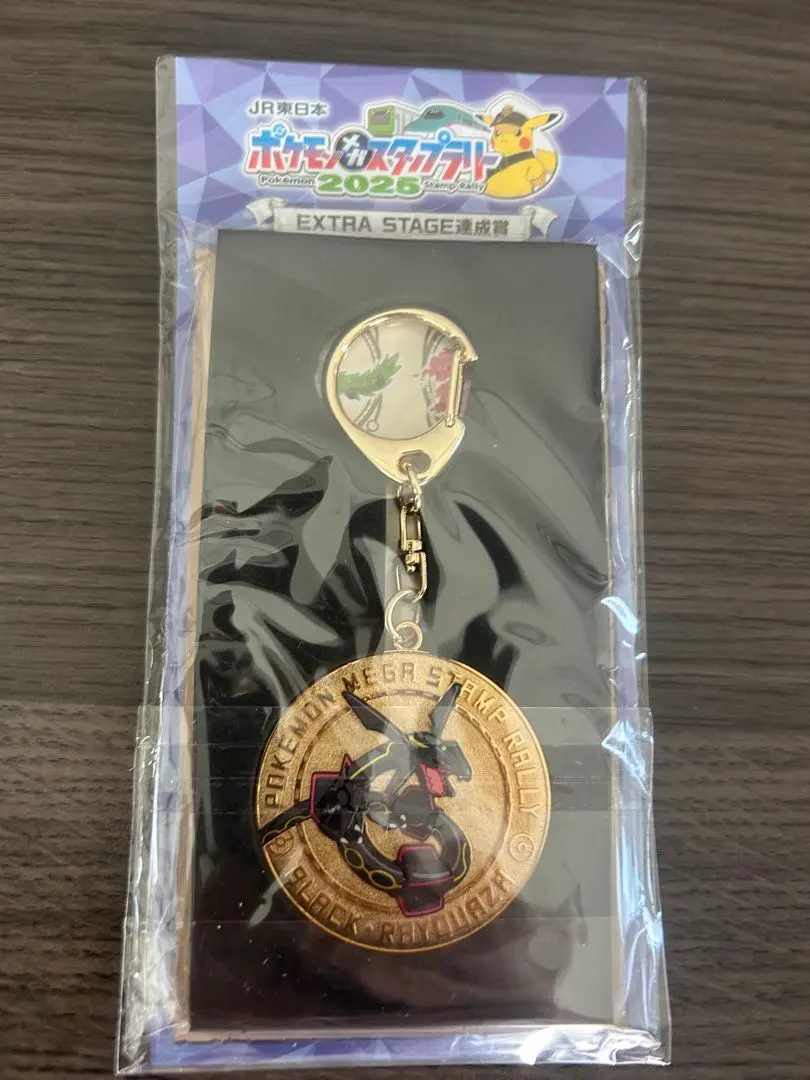 JR東日本
ポケモンメガスタンプラリー
Pokémon 2025 Stamp Rally
EXTRA STAGE達成賞
POKEMON MEGA STAMP RALLY
BLACK RAYQUAZA